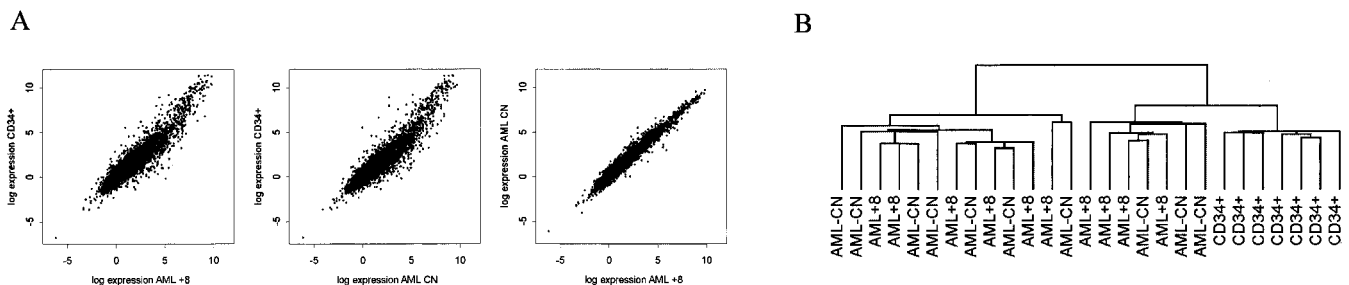 A
log expression CD34+
10
5
0
-5
-5 0 5 10
log expression AML +8
log expression CD34+
10
5
0
-5
-5 0 5 10
log expression AML CN
log expression AML CN
10
5
0
-5
-5 0 5 10
log expression AML +8
B
AML-CN
AML-CN
AML+8
AML+8
AML-CN
AML-CN
AML+8
AML-CN
AML+8
AML-CN
AML+8
AML+8
AML-CN
AML+8
AML+8
AML+8
AML-CN
AML+8
AML-CN
AML-CN
CD34+
CD34+
CD34+
CD34+
CD34+
CD34+
CD34+